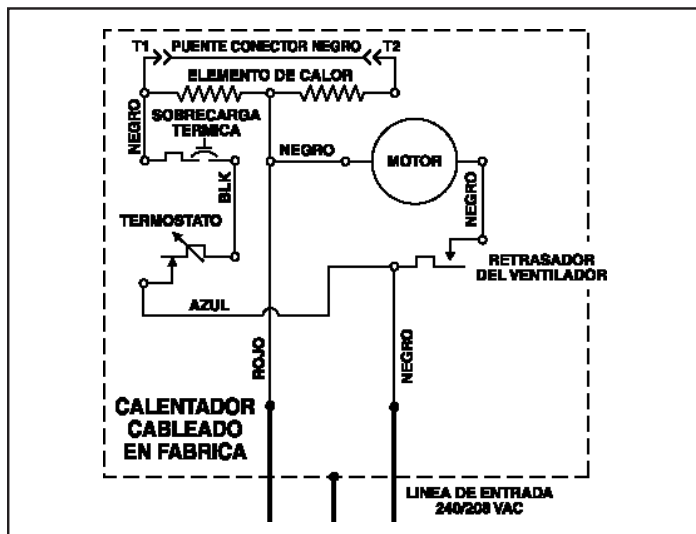 T1 PUENTE CONECTOR NEGRO T2
ELEMENTO DE CALOR
NEGRO
SOBRECARGA
TERMICA
NEGRO
MOTOR
BLK
NEGRO
TERMOSTATO
RETRASADOR
DEL VENTILADOR
AZUL
ROJO
NEGRO
CALENTADOR
CABLEADO
EN FABRICA
LINEA DE ENTRADA
240/208 VAC